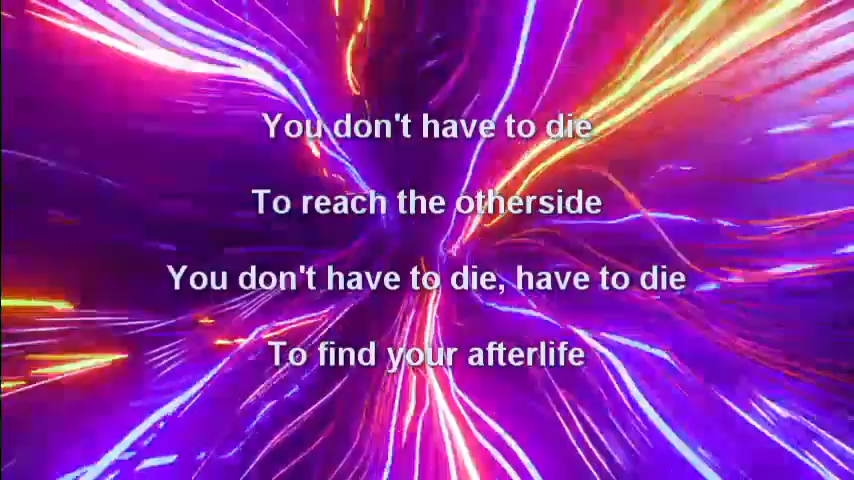 You don't have to die
To reach the otherside
You don't have to die, have to die
To find your afterlife